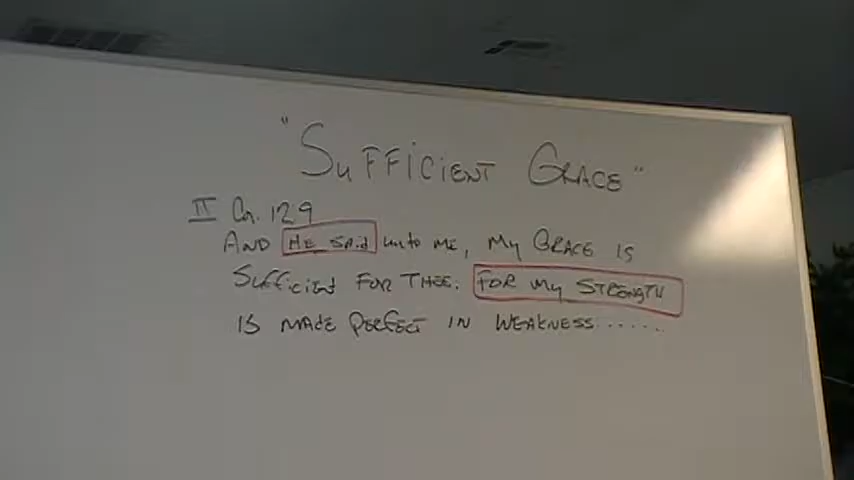 "Sufficient Grace"
II Cor. 12:9
And He said unto me, My Grace is
Sufficient for thee: For my Strength
is made perfect in weakness.......